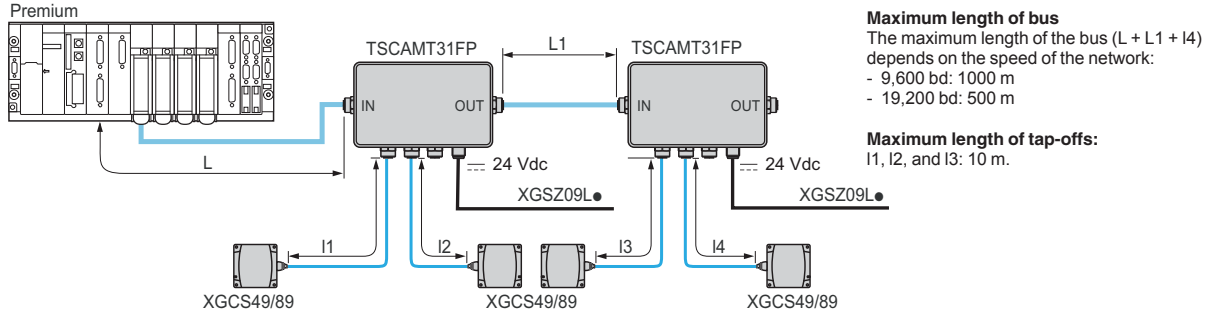 Premium
TSCAMT31FP
L1
TSCAMT31FP
IN
OUT
IN
OUT
L
24 Vdc
24 Vdc
XGSZ09L●
XGSZ09L●
l1
l2
l3
l4
XGCS49/89
XGCS49/89
XGCS49/89
Maximum length of bus
The maximum length of the bus (L + L1 + l4)
depends on the speed of the network:
- 9,600 bd: 1000 m
- 19,200 bd: 500 m
Maximum length of tap-offs:
l1, l2, and l3: 10 m.